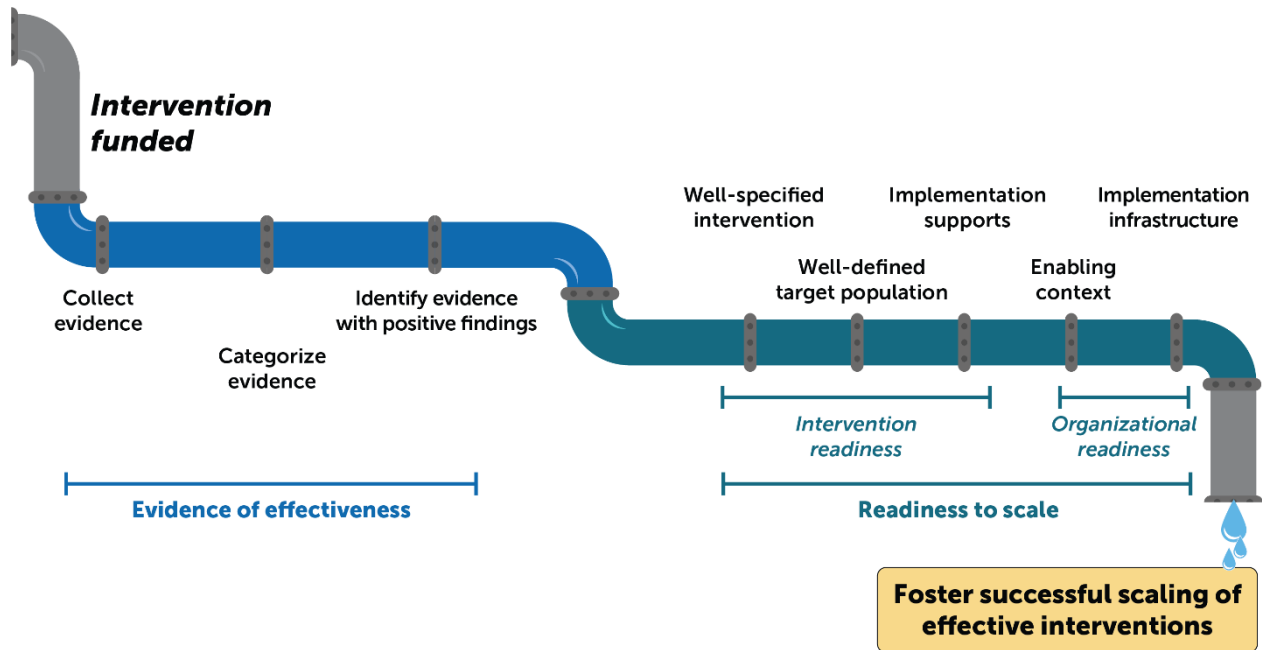 Intervention
funded
Collect
evidence
Categorize
evidence
Identify evidence
with positive findings
Evidence of effectiveness
Well-specified
intervention
Well-defined
target population
Implementation
supports
Enabling
context
Implementation
infrastructure
Intervention
readiness
Organizational
readiness
Readiness to scale
Foster successful scaling of
effective interventions